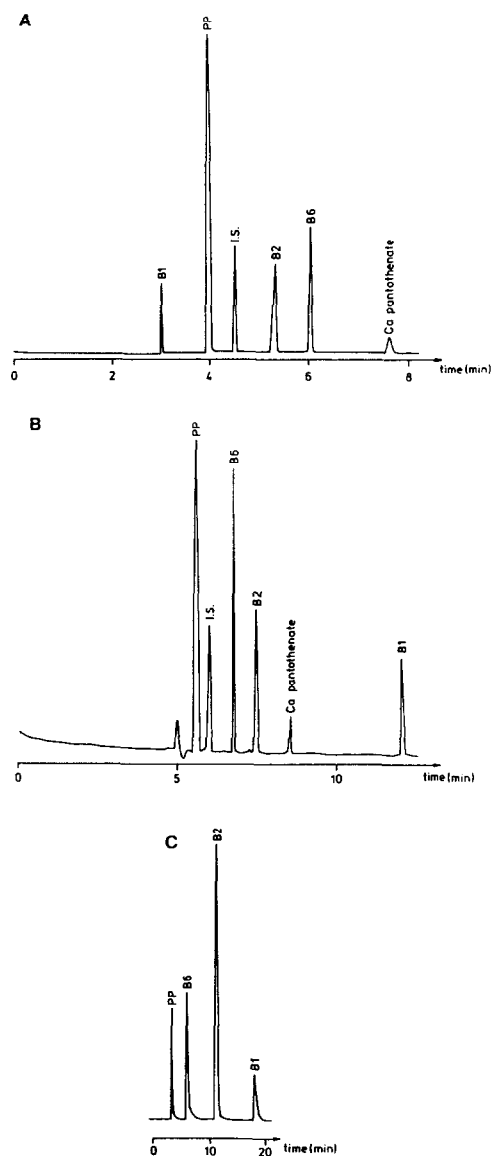 A
PP
B1
I.S.
B2
B6
Ca pantothenate
0 2 4 6 8 time (min)
B
PP
I.S.
B6
B2
Ca pantothenate
B1
0 5 10 time (min)
C
PP
B6
B2
B1
0 10 20 time (min)